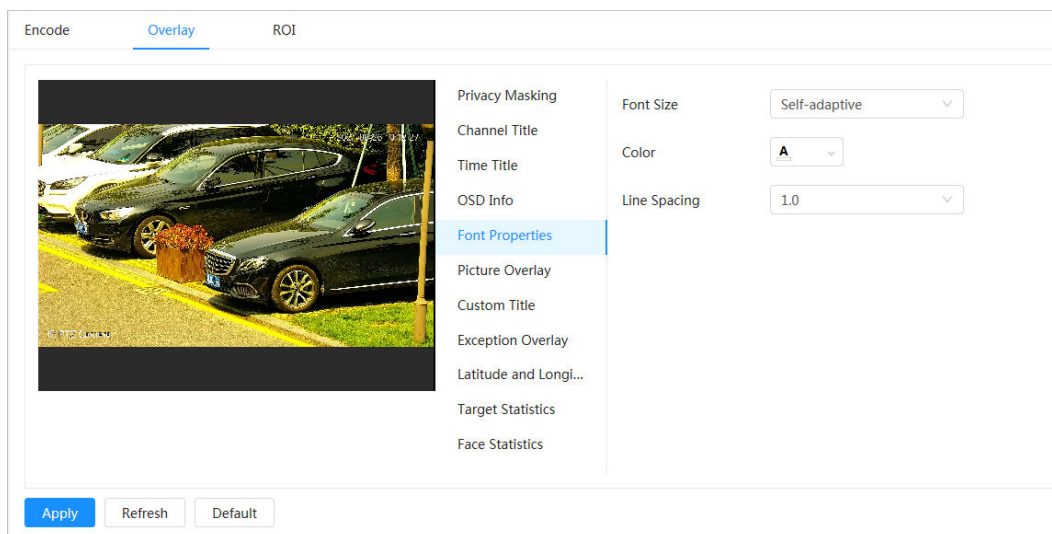 Encode
Overlay
ROI
Privacy Masking
Channel Title
Time Title
OSD Info
Font Properties
Picture Overlay
Custom Title
Exception Overlay
Latitude and Longi...
Target Statistics
Face Statistics
Font Size
Self-adaptive
Color
A
Line Spacing
1.0
Apply
Refresh
Default